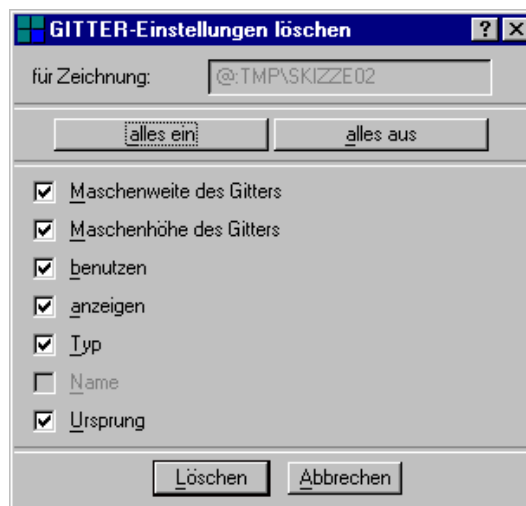 GITTER-Einstellungen löschen
für Zeichnung: @:TMP\SKIZZE02
alles ein alles aus
Maschenweite des Gitters
Maschenhöhe des Gitters
benutzen
anzeigen
Typ
Name
Ursprung
Löschen Abbrechen